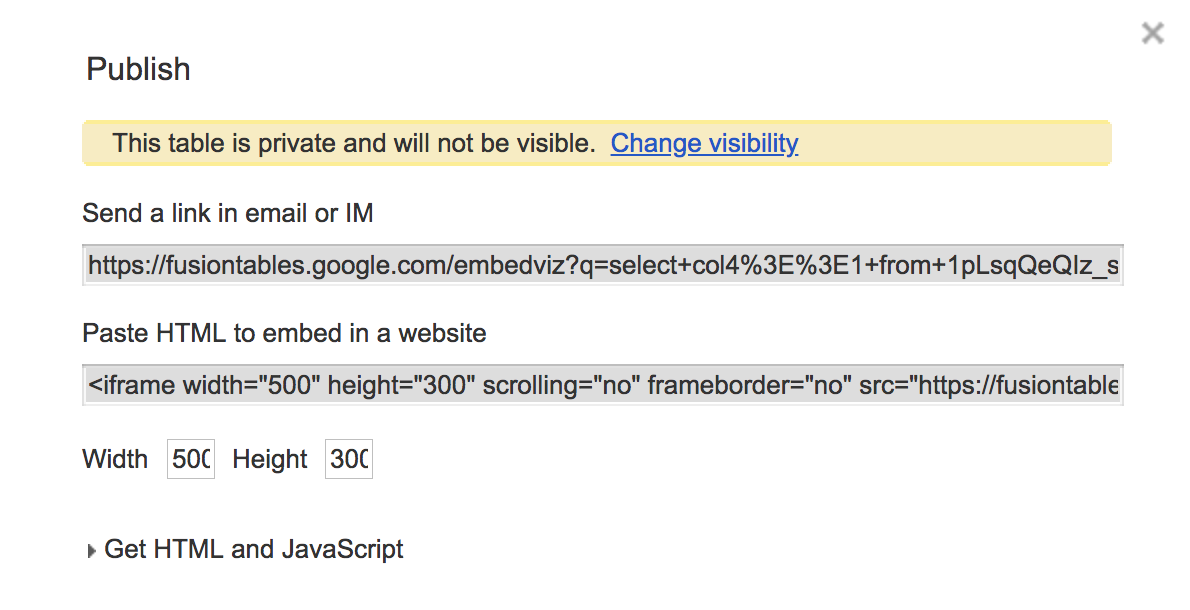 Publish
This table is private and will not be visible. Change visibility
Send a link in email or IM
https://fusiontables.google.com/embedviz?q=select+col4%3E%3E1+from+1pLsqQeQIz_s
Paste HTML to embed in a website
<iframe width="500" height="300" scrolling="no" frameborder="no" src="https://fusiontable
Width 500 Height 300
Get HTML and JavaScript